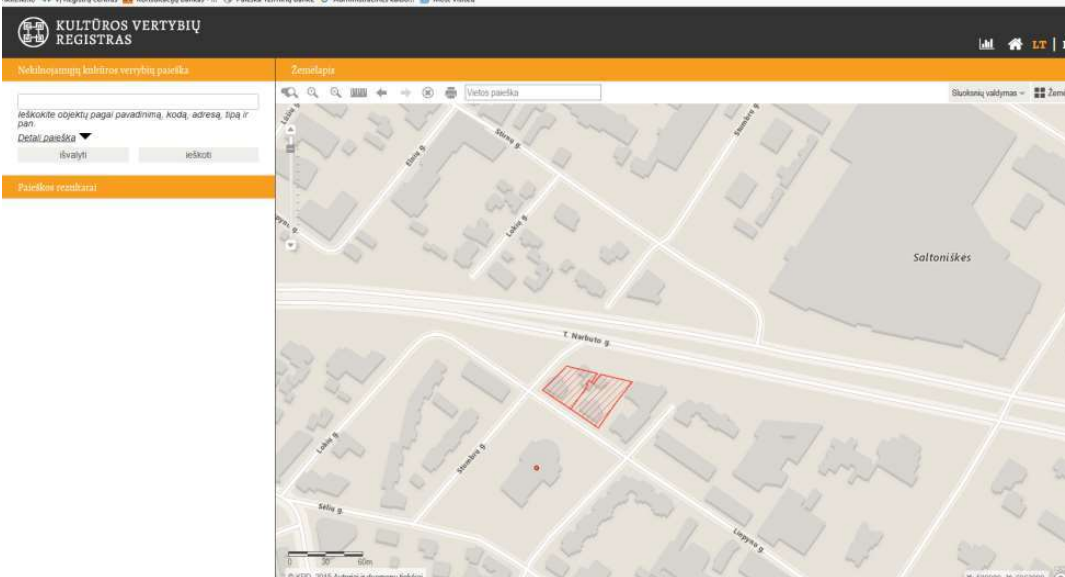 KULTŪROS VERTYBIŲ
REGISTRAS
LT |
Nekilnojamųjų kultūros vertybių paieška
Žemėlapis
Vietos paieška
Sluoksnių valdymas
Žemė
Ieškokite objektų pagal pavadinimą, kodą, adresą, tipą ir
pan.
Detali paieška
išvalyti
ieškoti
Paieškos rezultatai
Stirnų g.
Stumbrų g.
Elnių g.
Lokių g.
Saltoniškės
T. Narbuto g.
Lokių g.
Stumbrų g.
Sėlių g.
Liepyno g.
0 30 60m